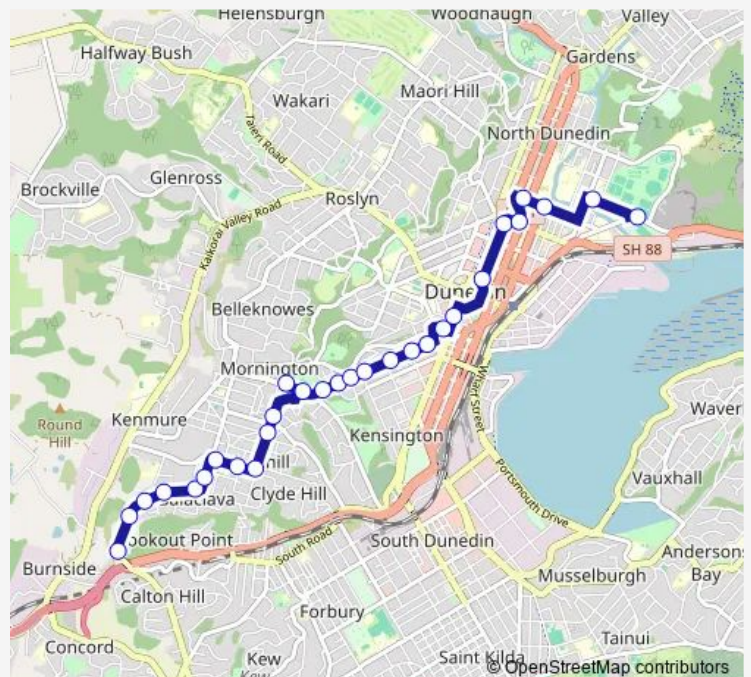 Helensburgh
Woodhaugh
Valley
Halfway Bush
Gardens
Wakari
Maori Hill
Taieri Road
North Dunedin
Brockville
Glenross
Roslyn
Kaikorai Valley Road
SH 88
Dunedin
Belleknowes
Mornington
Wharf Street
Round
Hill
Kenmure
Kensington
Waver
Vauxhall
Clyde Hill
Portsmouth Drive
ookout Point
South Road
South Dunedin
Burnside
Musselburgh
Andersons
Bay
Calton Hill
Forbury
Concord
Tainui
Kew
Saint Kilda
© OpenStreetMap contributors